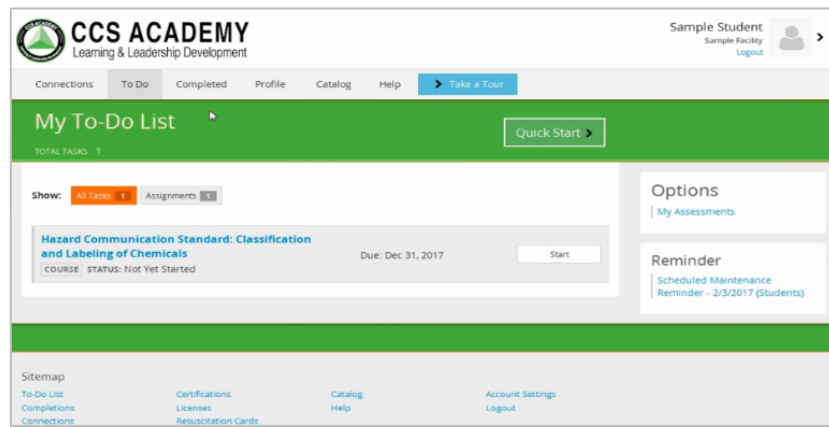 CCS ACADEMY
Learning & Leadership Development
Sample Student
Sample Facility
Logout
Connections To Do Completed Profile Catalog Help Take a Tour
My To-Do List
Quick Start
TOTAL TASKS: 1
Show: All Tasks 1 Assignments 1
Hazard Communication Standard: Classification
and Labeling of Chemicals
COURSE STATUS: Not Yet Started
Due: Dec 31, 2017
Start
Options
My Assessments
Reminder
Scheduled Maintenance
Reminder - 2/3/2017 (Students)
Sitemap
To-Do List Certifications Catalog Account Settings
Completions Licenses Help Logout
Connections Resuscitation Cards